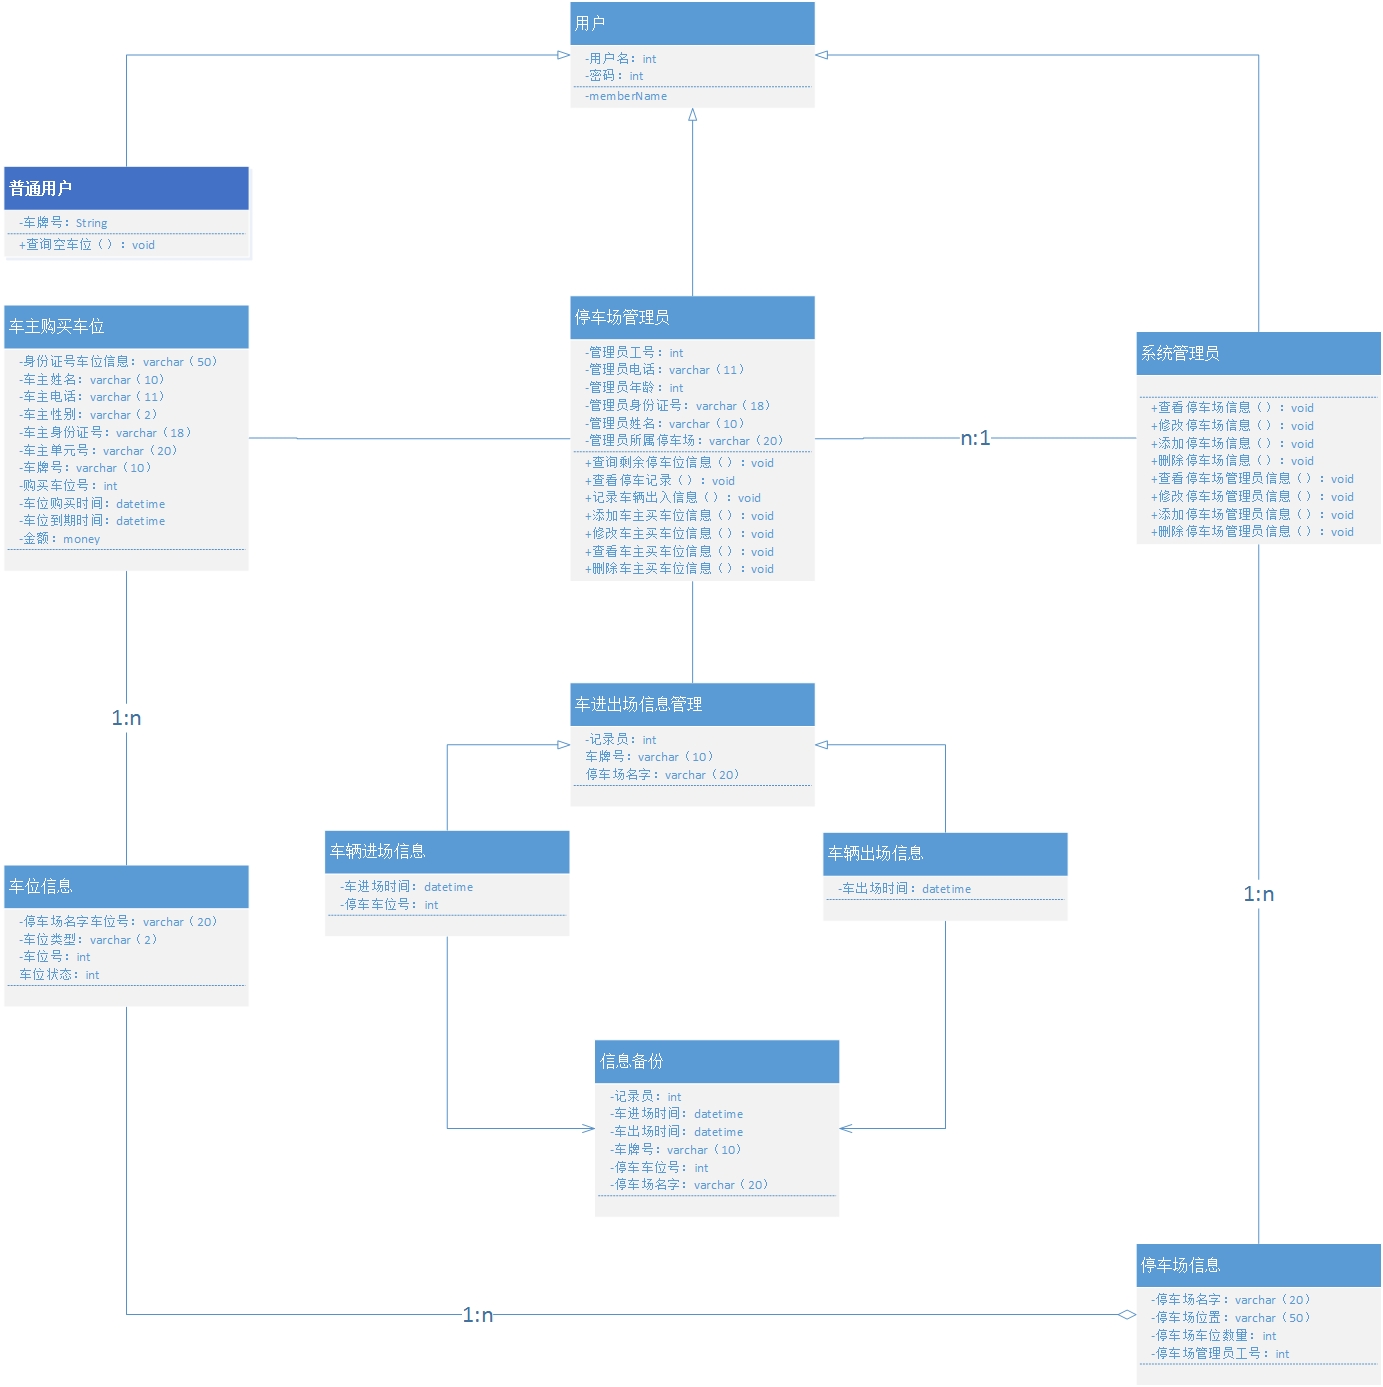 用户
-用户名：int
-密码：int
-memberName
普通用户
-车牌号：String
+查询空车位（）：void
车主购买车位
-身份证号车位信息：varchar（50）
-车主姓名：varchar（10）
-车主电话：varchar（11）
-车主性别：varchar（2）
-车主身份证号：varchar（18）
-车主单元号：varchar（20）
-车牌号：varchar（10）
-购买车位号：int
-车位购买时间：datetime
-车位到期时间：datetime
-金额：money
停车场管理员
-管理员工号：int
-管理员电话：varchar（11）
-管理员年龄：int
-管理员身份证号：varchar（18）
-管理员姓名：varchar（10）
-管理员所属停车场：varchar（20）
+查询剩余停车位信息（）：void
+查看停车记录（）：void
+记录车辆出入信息（）：void
+添加车主买车位信息（）：void
+修改车主买车位信息（）：void
+查看车主买车位信息（）：void
+删除车主买车位信息（）：void
n:1
系统管理员
+查看停车场信息（）：void
+修改停车场信息（）：void
+添加停车场信息（）：void
+删除停车场信息（）：void
+查看停车场管理员信息（）：void
+修改停车场管理员信息（）：void
+添加停车场管理员信息（）：void
+删除停车场管理员信息（）：void
1:n
车进出场信息管理
-记录员：int
车牌号：varchar（10）
停车场名字：varchar（20）
车辆进场信息
-车进场时间：datetime
-停车车位号：int
车辆出场信息
-车出场时间：datetime
车位信息
-停车场名字车位号：varchar（20）
-车位类型：varchar（2）
-车位号：int
车位状态：int
1:n
信息备份
-记录员：int
-车进场时间：datetime
-车出场时间：datetime
-车牌号：varchar（10）
-停车车位号：int
-停车场名字：varchar（20）
1:n
停车场信息
-停车场名字：varchar（20）
-停车场位置：varchar（50）
-停车场车位数量：int
-停车场管理员工号：int